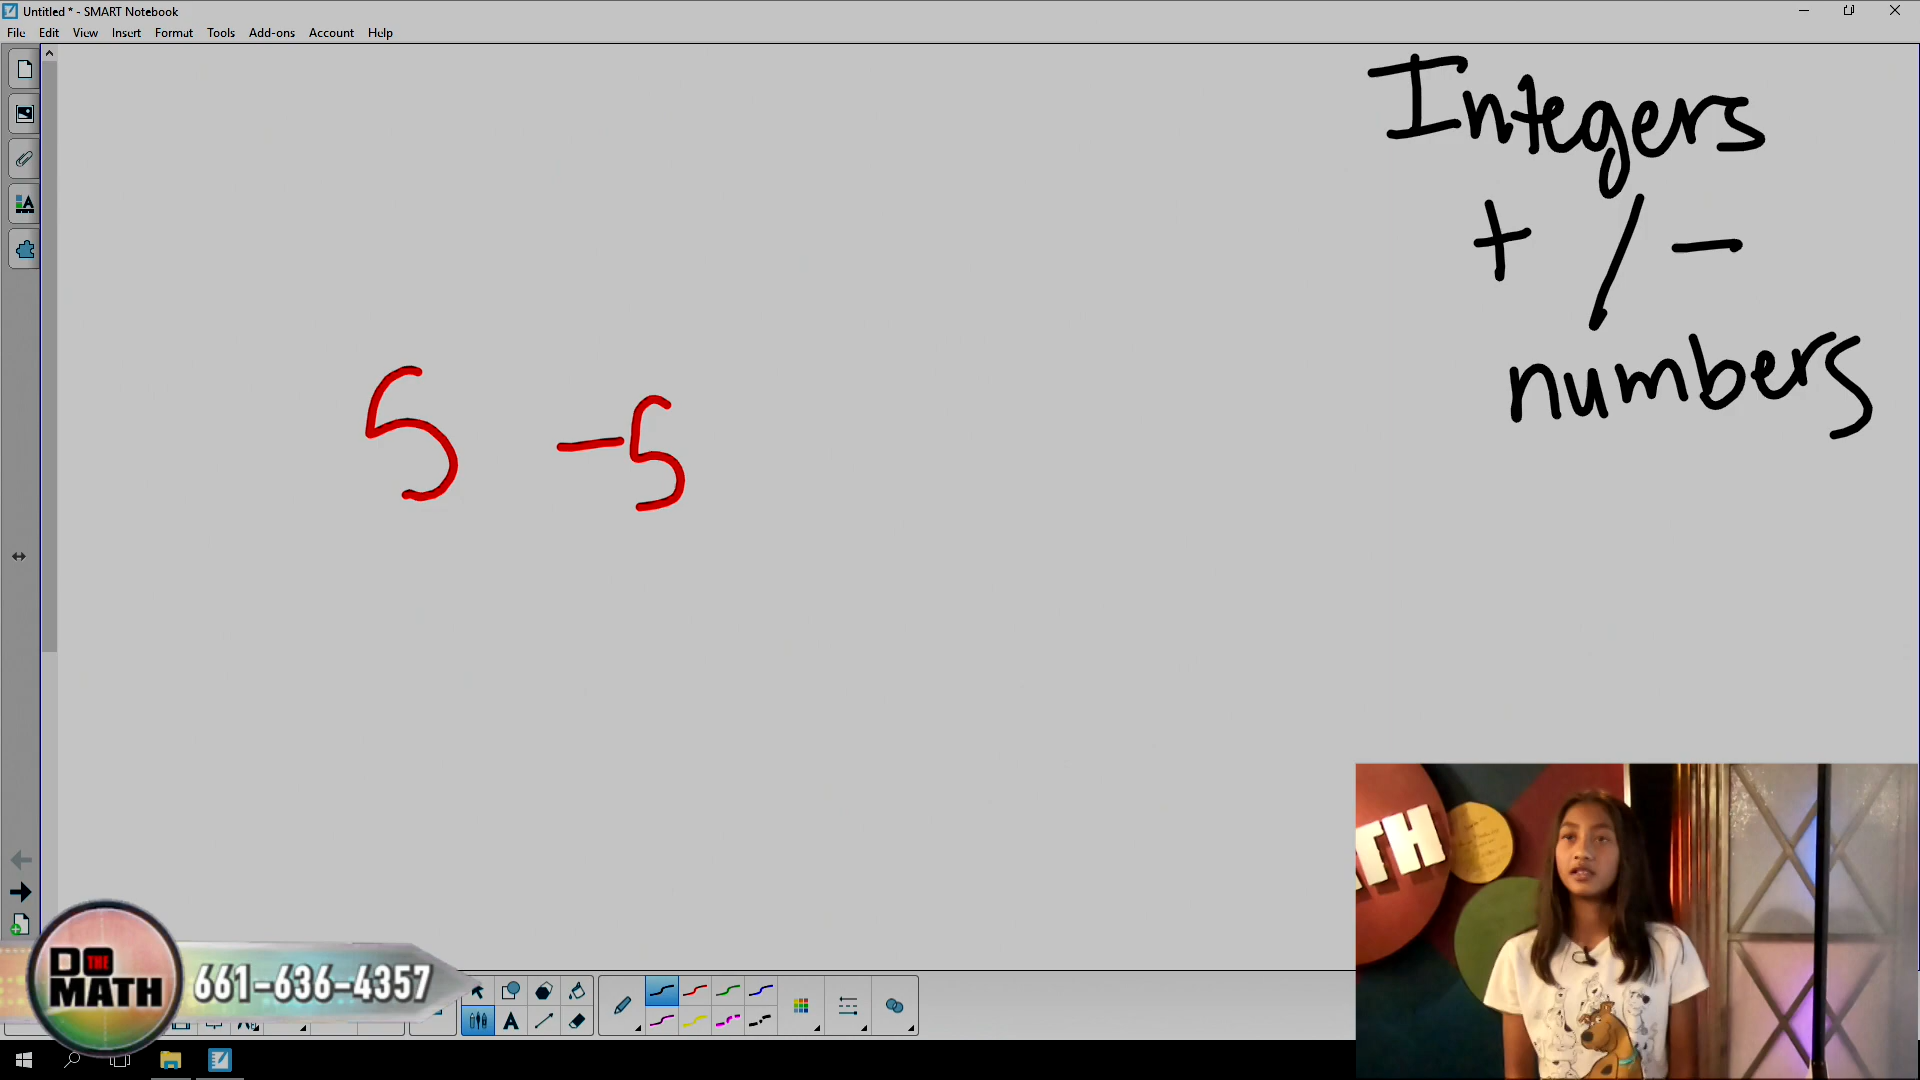 Untitled * - SMART Notebook
File Edit View Insert Format Tools Add-ons Account Help
Integers
+ / -
numbers
5 -5
DO THE MATH
661-636-4357